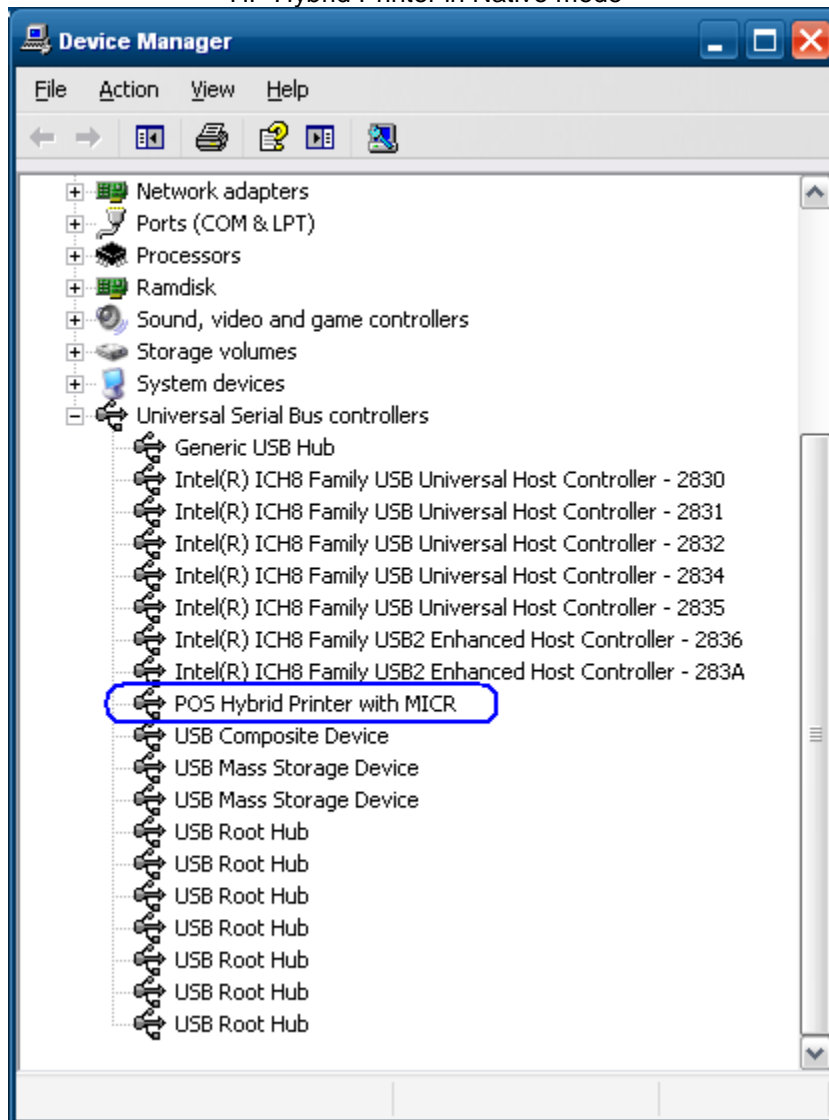 Hybrid Printer in Native mode
Device Manager
File Action View Help
Network adapters
Ports (COM & LPT)
Processors
Ramdisk
Sound, video and game controllers
Storage volumes
System devices
Universal Serial Bus controllers
Generic USB Hub
Intel(R) ICH8 Family USB Universal Host Controller - 2830
Intel(R) ICH8 Family USB Universal Host Controller - 2831
Intel(R) ICH8 Family USB Universal Host Controller - 2832
Intel(R) ICH8 Family USB Universal Host Controller - 2834
Intel(R) ICH8 Family USB Universal Host Controller - 2835
Intel(R) ICH8 Family USB2 Enhanced Host Controller - 2836
Intel(R) ICH8 Family USB2 Enhanced Host Controller - 283A
POS Hybrid Printer with MICR
USB Composite Device
USB Mass Storage Device
USB Mass Storage Device
USB Root Hub
USB Root Hub
USB Root Hub
USB Root Hub
USB Root Hub
USB Root Hub
USB Root Hub